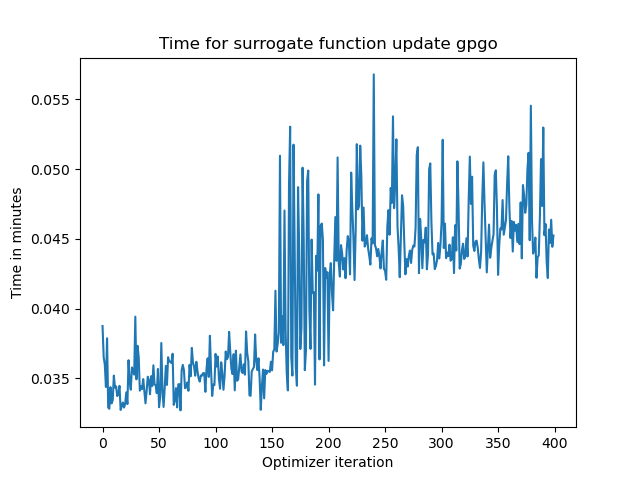 Time for surrogate function update gpgo
0.055
0.050
0.045
0.040
0.035
Time in minutes
0 50 100 150 200 250 300 350 400
Optimizer iteration